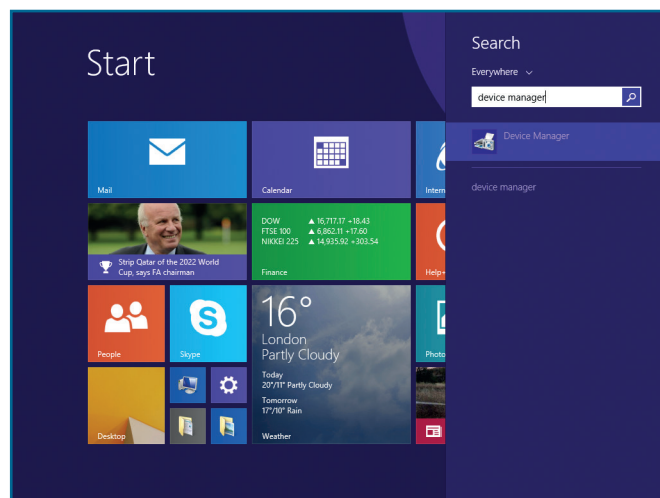 Start
Search
Everywhere
device manager
Device Manager
device manager
Mail
Calendar
Intern
Strip Qatar of the 2022 World
Cup, says FA chairman
DOW ▲ 16,717.17 +18.43
FTSE 100 ▲ 6,862.11 +17.60
NIKKEI 225 ▲ 14,935.92 +303.54
Finance
Help+
People
Skype
16°
London
Partly Cloudy
Today
20°/11° Partly Cloudy
Tomorrow
17°/10° Rain
Weather
Photo
Desktop